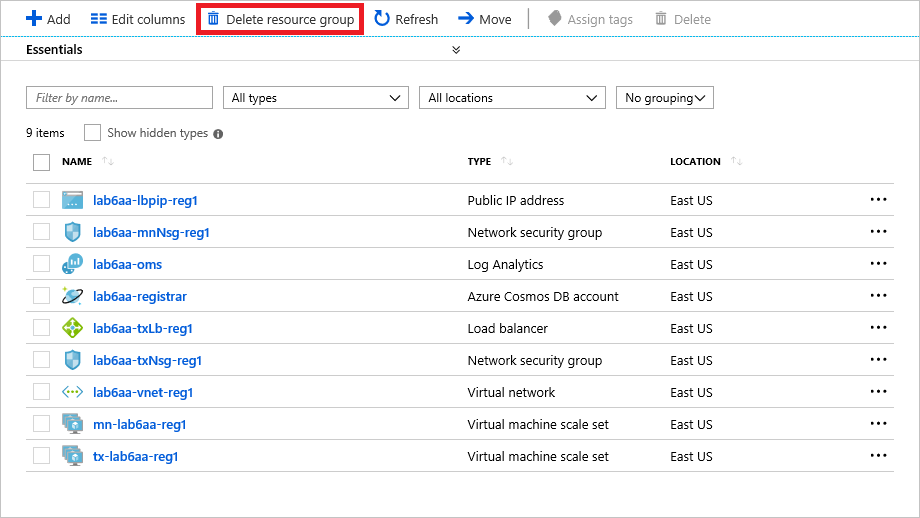 Add Edit columns Delete resource group Refresh Move Assign tags Delete
Essentials
Filter by name... All types All locations No grouping
9 items Show hidden types
NAME TYPE LOCATION
lab6aa-lbpip-reg1 Public IP address East US
lab6aa-mnNsg-reg1 Network security group East US
lab6aa-oms Log Analytics East US
lab6aa-registrar Azure Cosmos DB account East US
lab6aa-txLb-reg1 Load balancer East US
lab6aa-txNsg-reg1 Network security group East US
lab6aa-vnet-reg1 Virtual network East US
mn-lab6aa-reg1 Virtual machine scale set East US
tx-lab6aa-reg1 Virtual machine scale set East US